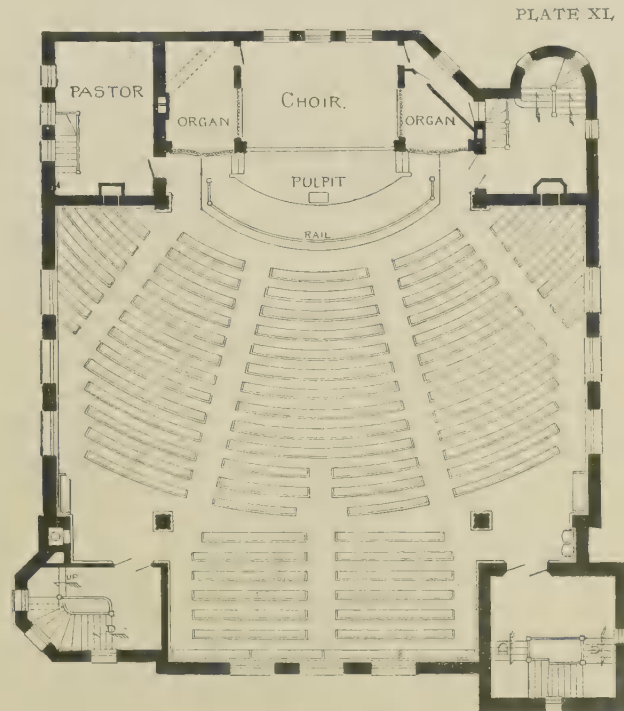 PLATE XL
PASTOR
ORGAN
CHOIR.
ORGAN
PULPIT
RAIL
UP